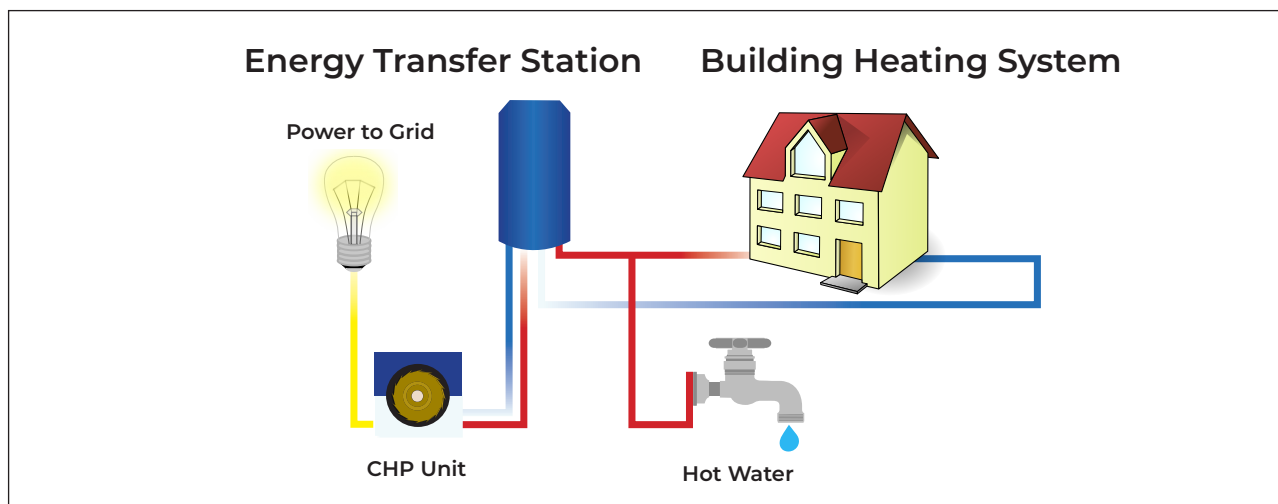 Energy Transfer Station
Building Heating System
Power to Grid
CHP Unit
Hot Water